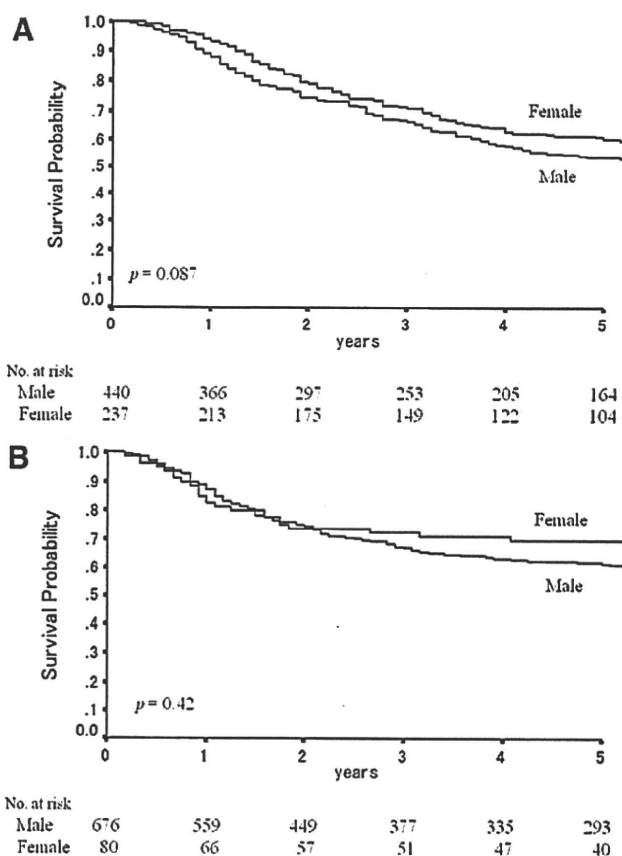 A
1.0
.9
.8
.7
.6
.5
.4
.3
.2
.1
0.0
Survival Probability
Female
Male
p = 0.087
0 1 2 3 4 5
years
No. at risk
Male 440 366 297 253 205 164
Female 237 213 175 149 122 104
B
1.0
.9
.8
.7
.6
.5
.4
.3
.2
.1
0.0
Survival Probability
Female
Male
p = 0.42
0 1 2 3 4 5
years
No. at risk
Male 676 559 449 377 335 293
Female 80 66 57 51 47 40